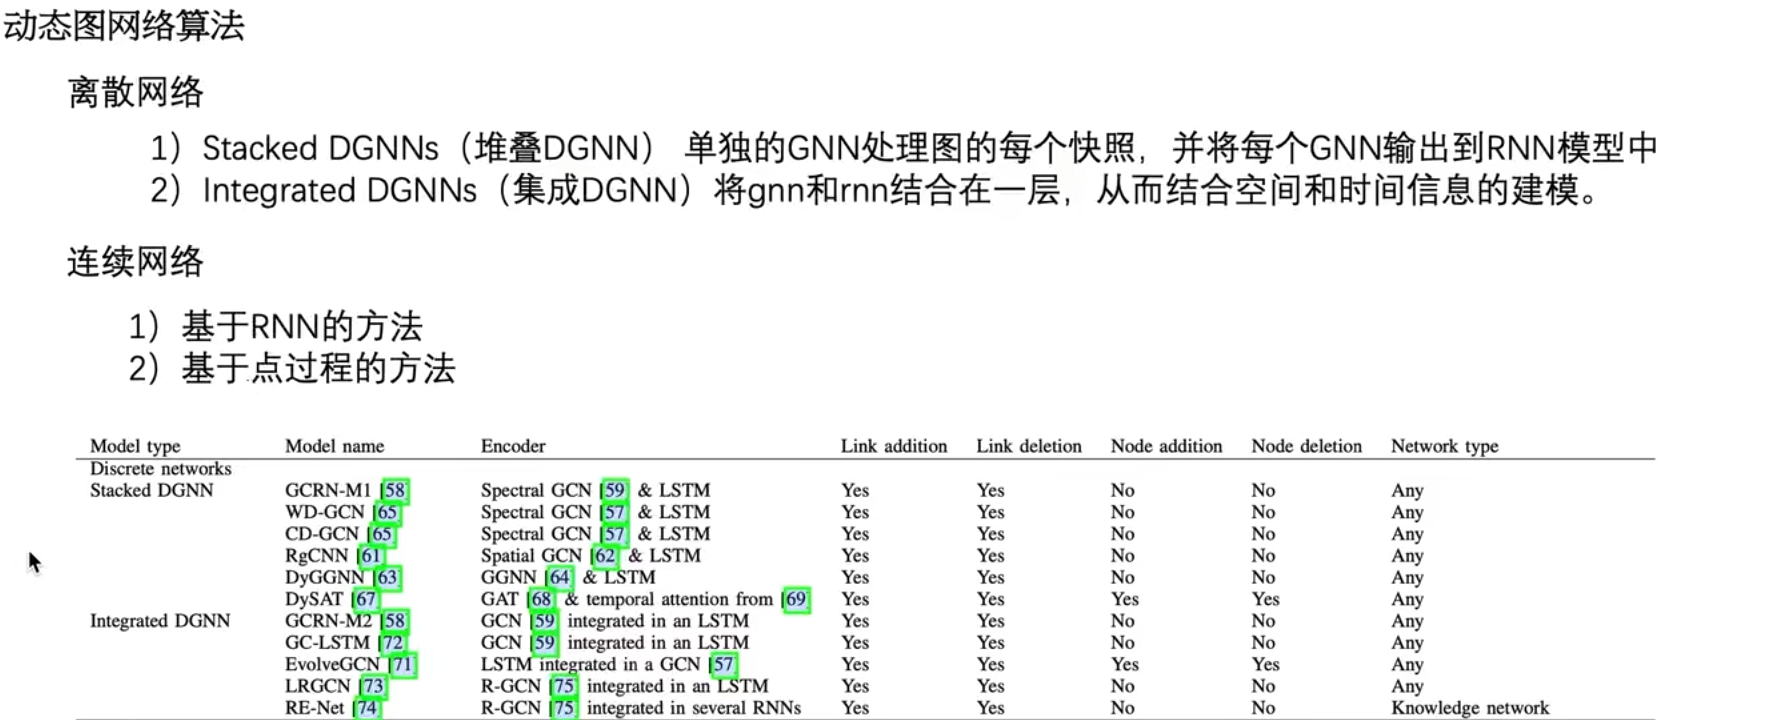 动态图网络算法
离散网络
1）Stacked DGNNs（堆叠DGNN） 单独的GNN处理图的每个快照，并将每个GNN输出到RNN模型中
2）Integrated DGNNs（集成DGNN）将gnn和rnn结合在一层，从而结合空间和时间信息的建模。
连续网络
1）基于RNN的方法
2）基于点过程的方法
Model type Model name Encoder Link addition Link deletion Node addition Node deletion Network type
Discrete networks
Stacked DGNN GCRN-M1 [58] Spectral GCN [59] & LSTM Yes Yes No No Any
WD-GCN [65] Spectral GCN [57] & LSTM Yes Yes No No Any
CD-GCN [65] Spectral GCN [57] & LSTM Yes Yes No No Any
RgCNN [61] Spatial GCN [62] & LSTM Yes Yes No No Any
DyGGNN [63] GGNN [64] & LSTM Yes Yes No No Any
DySAT [67] GAT [68] & temporal attention from [69] Yes Yes Yes Yes Any
Integrated DGNN GCRN-M2 [58] GCN [59] integrated in an LSTM Yes Yes No No Any
GC-LSTM [72] GCN [59] integrated in an LSTM Yes Yes No No Any
EvolveGCN [71] LSTM integrated in a GCN [57] Yes Yes Yes Yes Any
LRGCN [73] R-GCN [75] integrated in an LSTM Yes Yes No No Any
RE-Net [74] R-GCN [75] integrated in several RNNs Yes Yes No No Knowledge network